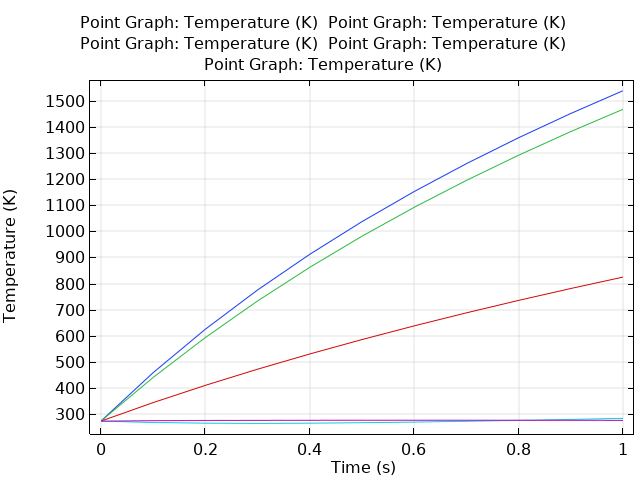 Point Graph: Temperature (K)  Point Graph: Temperature (K)
Point Graph: Temperature (K)  Point Graph: Temperature (K)
Point Graph: Temperature (K)
Temperature (K)
1500
1400
1300
1200
1100
1000
900
800
700
600
500
400
300
0 0.2 0.4 0.6 0.8 1
Time (s)